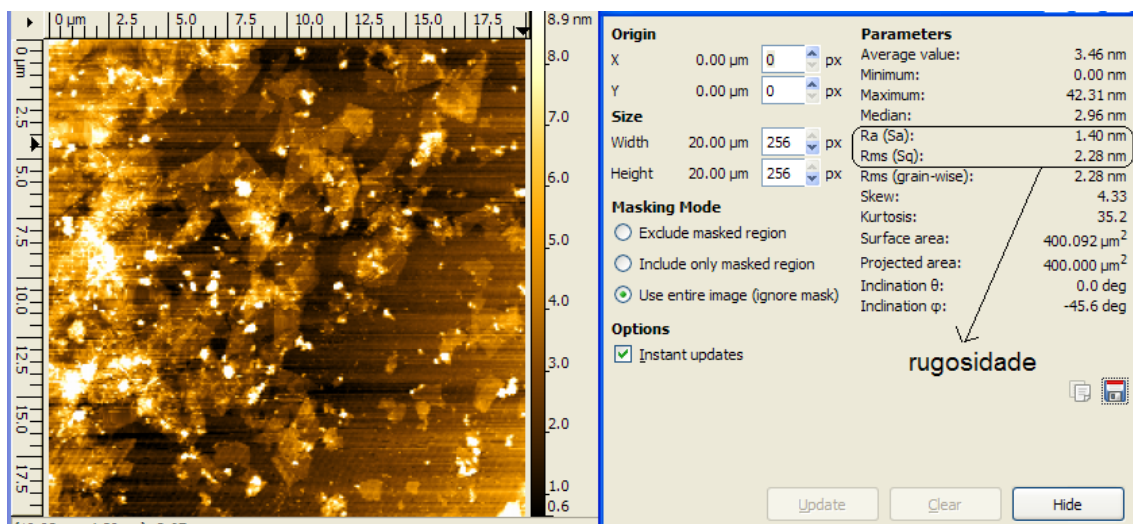 0 µm 2.5 5.0 7.5 10.0 12.5 15.0 17.5
0 µm
2.5
5.0
7.5
10.0
12.5
15.0
17.5
8.9 nm
8.0
7.0
6.0
5.0
4.0
3.0
2.0
1.0
0.6
Origin
X 0.00 µm 0 px
Y 0.00 µm 0 px
Size
Width 20.00 µm 256 px
Height 20.00 µm 256 px
Masking Mode
Exclude masked region
Include only masked region
Use entire image (ignore mask)
Options
Instant updates
Parameters
Average value: 3.46 nm
Minimum: 0.00 nm
Maximum: 42.31 nm
Median: 2.96 nm
Ra (Sa): 1.40 nm
Rms (Sq): 2.28 nm
Rms (grain-wise): 2.28 nm
Skew: 4.33
Kurtosis: 35.2
Surface area: 400.092 µm²
Projected area: 400.000 µm²
Inclination θ: 0.0 deg
Inclination φ: -45.6 deg
rugosidade
Update Clear Hide